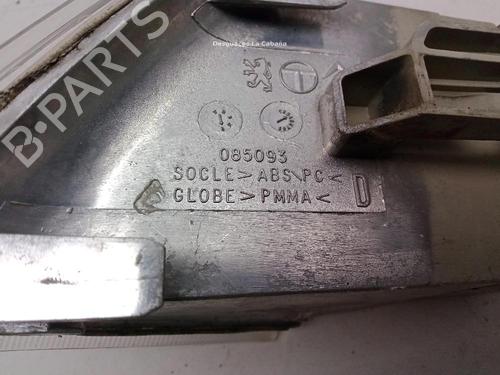 Desguaces La Cabaña
B-PARTS
085093
SOCLE>ABS\PC<
GLOBE>PMMA<
D